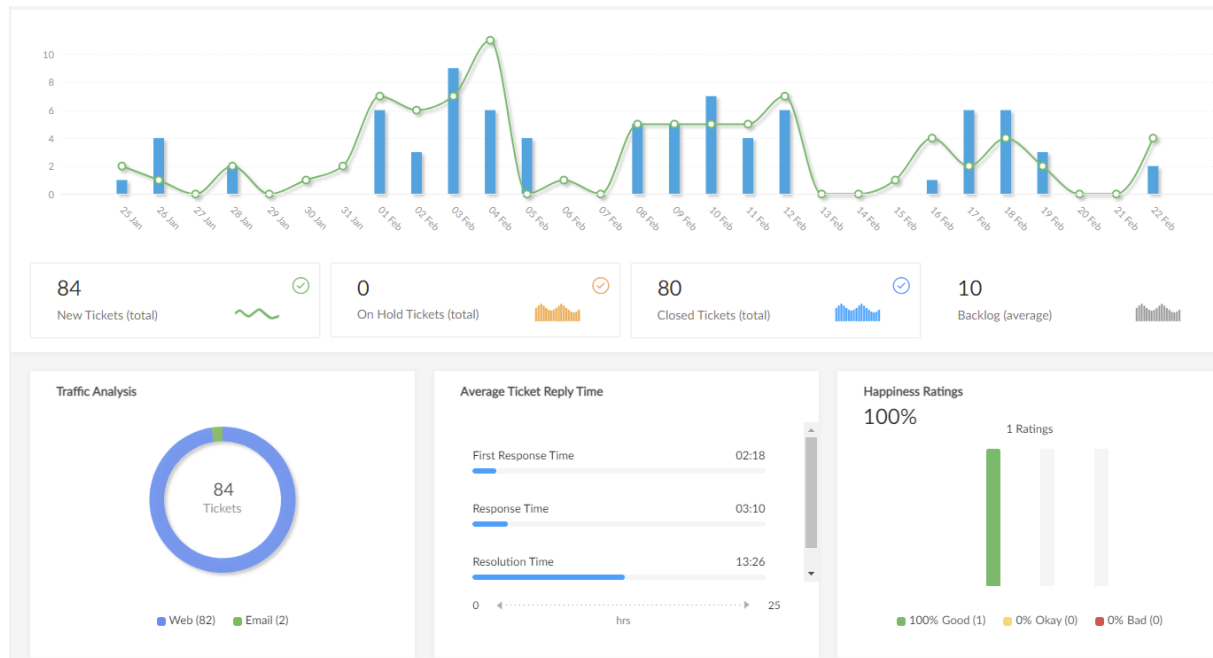 10
8
6
4
2
0
25 Jan 26 Jan 27 Jan 28 Jan 29 Jan 30 Jan 31 Jan 01 Feb 02 Feb 03 Feb 04 Feb 05 Feb 06 Feb 07 Feb 08 Feb 09 Feb 10 Feb 11 Feb 12 Feb 13 Feb 14 Feb 15 Feb 16 Feb 17 Feb 18 Feb 19 Feb 20 Feb 21 Feb 22 Feb
84
New Tickets (total)
0
On Hold Tickets (total)
80
Closed Tickets (total)
10
Backlog (average)
Traffic Analysis
84
Tickets
Web (82) Email (2)
Average Ticket Reply Time
First Response Time 02:18
Response Time 03:10
Resolution Time 13:26
0 25
hrs
Happiness Ratings
100%
1 Ratings
100% Good (1) 0% Okay (0) 0% Bad (0)